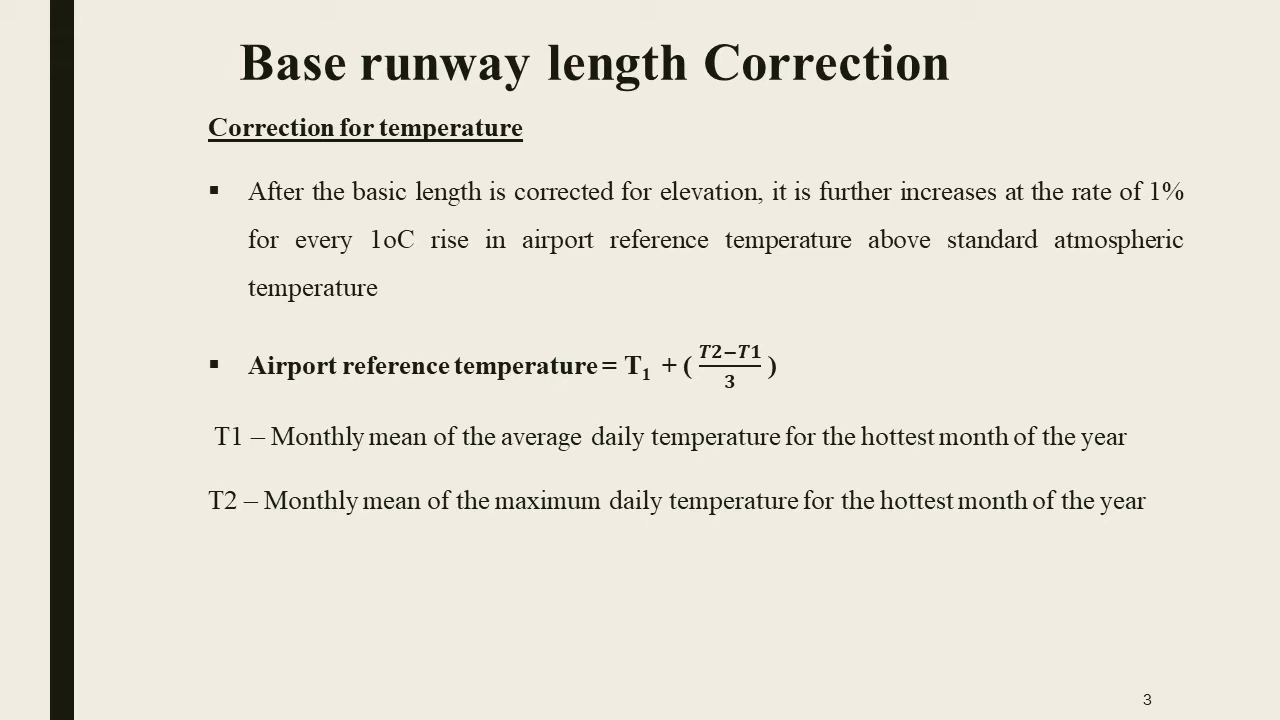 Base runway length Correction
Correction for temperature
▪ After the basic length is corrected for elevation, it is further increases at the rate of 1%
for every 1oC rise in airport reference temperature above standard atmospheric
temperature
▪ Airport reference temperature = T₁ + ( (T2−T1)/3 )
T1 – Monthly mean of the average daily temperature for the hottest month of the year
T2 – Monthly mean of the maximum daily temperature for the hottest month of the year
3